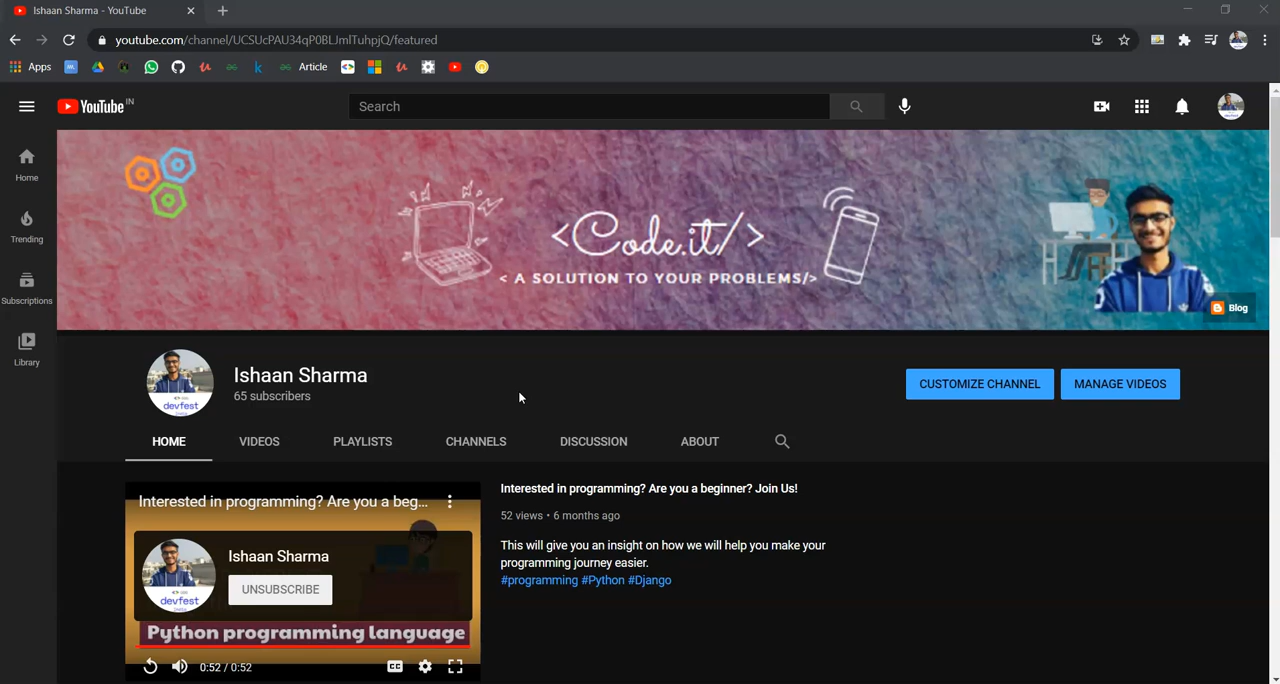 Ishaan Sharma - YouTube
youtube.com/channel/UCSUcPAU34qP0BLJmlTuhpjQ/featured
Apps
Article
YouTube IN
Search
Home
Trending
Subscriptions
Library
<Code.it/>
< A SOLUTION TO YOUR PROBLEMS/>
Blog
devfest
Ishaan Sharma
65 subscribers
CUSTOMIZE CHANNEL
MANAGE VIDEOS
HOME
VIDEOS
PLAYLISTS
CHANNELS
DISCUSSION
ABOUT
Interested in programming? Are you a beg...
Ishaan Sharma
UNSUBSCRIBE
devfest
Python programming language
0:52 / 0:52
CC
Interested in programming? Are you a beginner? Join Us!
52 views • 6 months ago
This will give you an insight on how we will help you make your
programming journey easier.
#programming #Python #Django